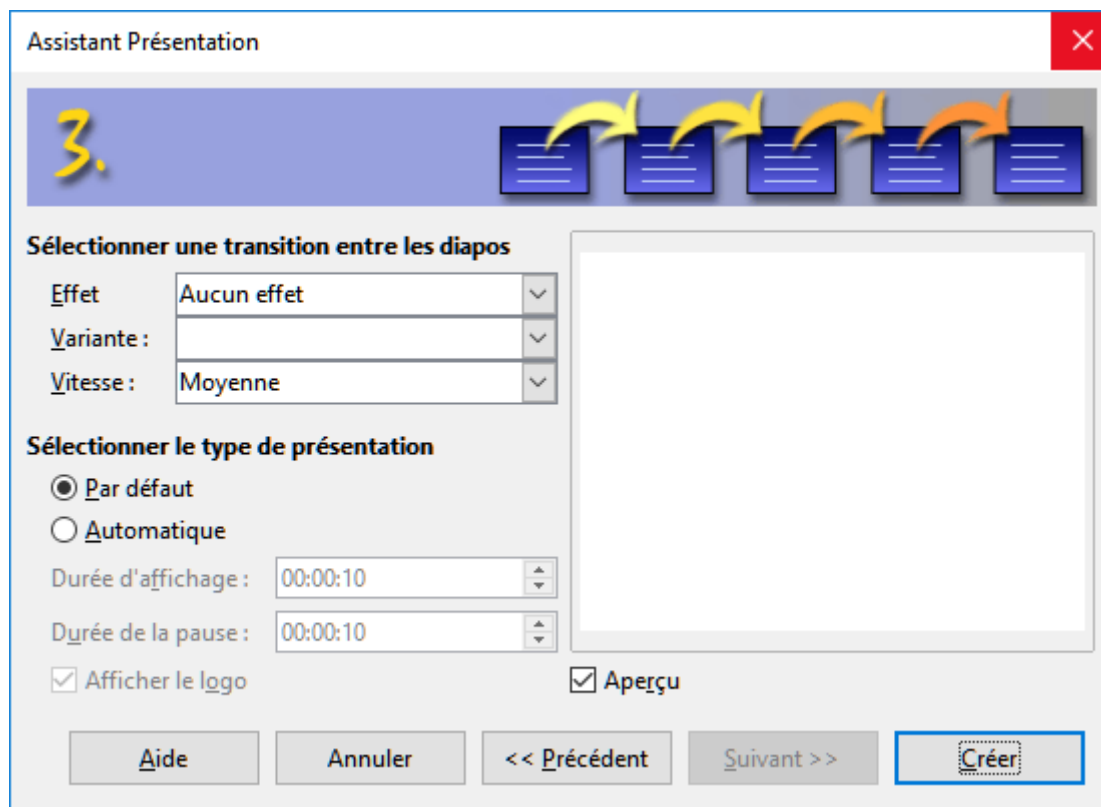 Assistant Présentation
3.
Sélectionner une transition entre les diapos
Effet Aucun effet
Variante :
Vitesse : Moyenne
Sélectionner le type de présentation
Par défaut
Automatique
Durée d'affichage : 00:00:10
Durée de la pause : 00:00:10
Afficher le logo
Aperçu
Aide Annuler << Précédent Suivant >> Créer